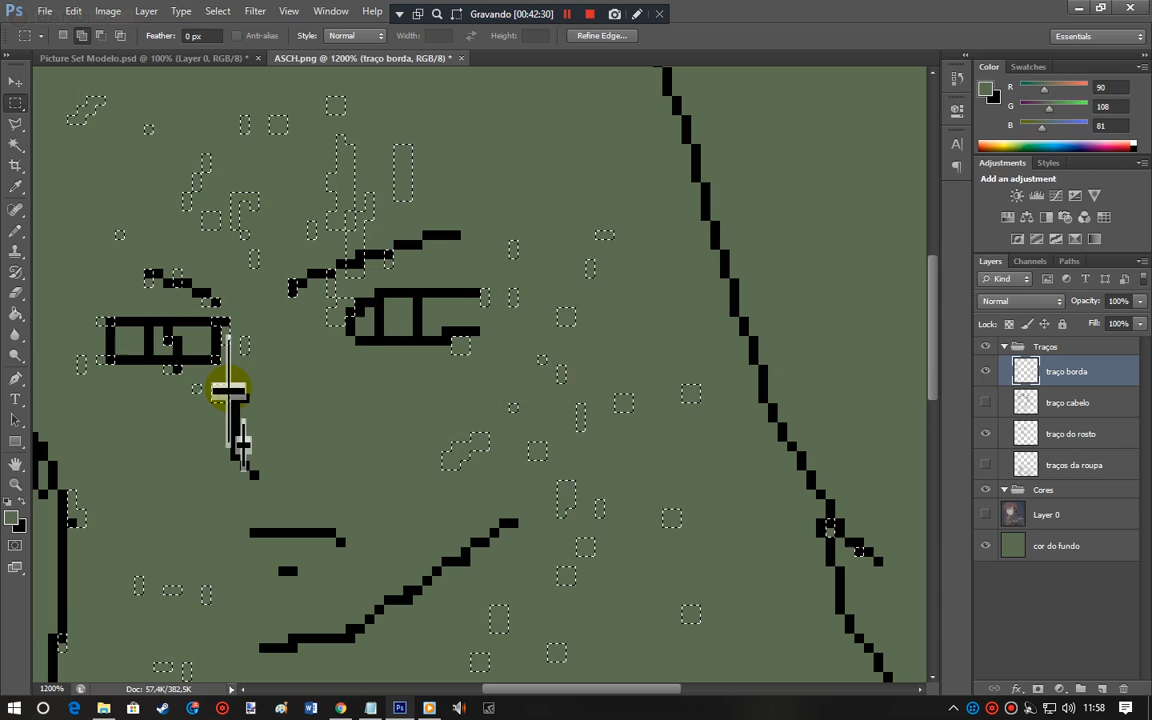 Ps File Edit Image Layer Type Select Filter View Window Help Gravando [00:42:30]
Feather: 0 px Anti-alias Style: Normal Width: Height: Refine Edge... Essentials
Picture Set Modelo.psd @ 100% (Layer 0, RGB/8) * × ASCH.png @ 1200% (traço borda, RGB/8) * ×
Color Swatches
R 90
G 108
B 81
Adjustments Styles
Add an adjustment
Layers Channels Paths
Kind
Normal Opacity: 100%
Lock: Fill: 100%
Traços
traço borda
traço cabelo
traço do rosto
traços da roupa
Cores
Layer 0
cor do fundo
1200% Doc: 57,4K/382,5K
11:58